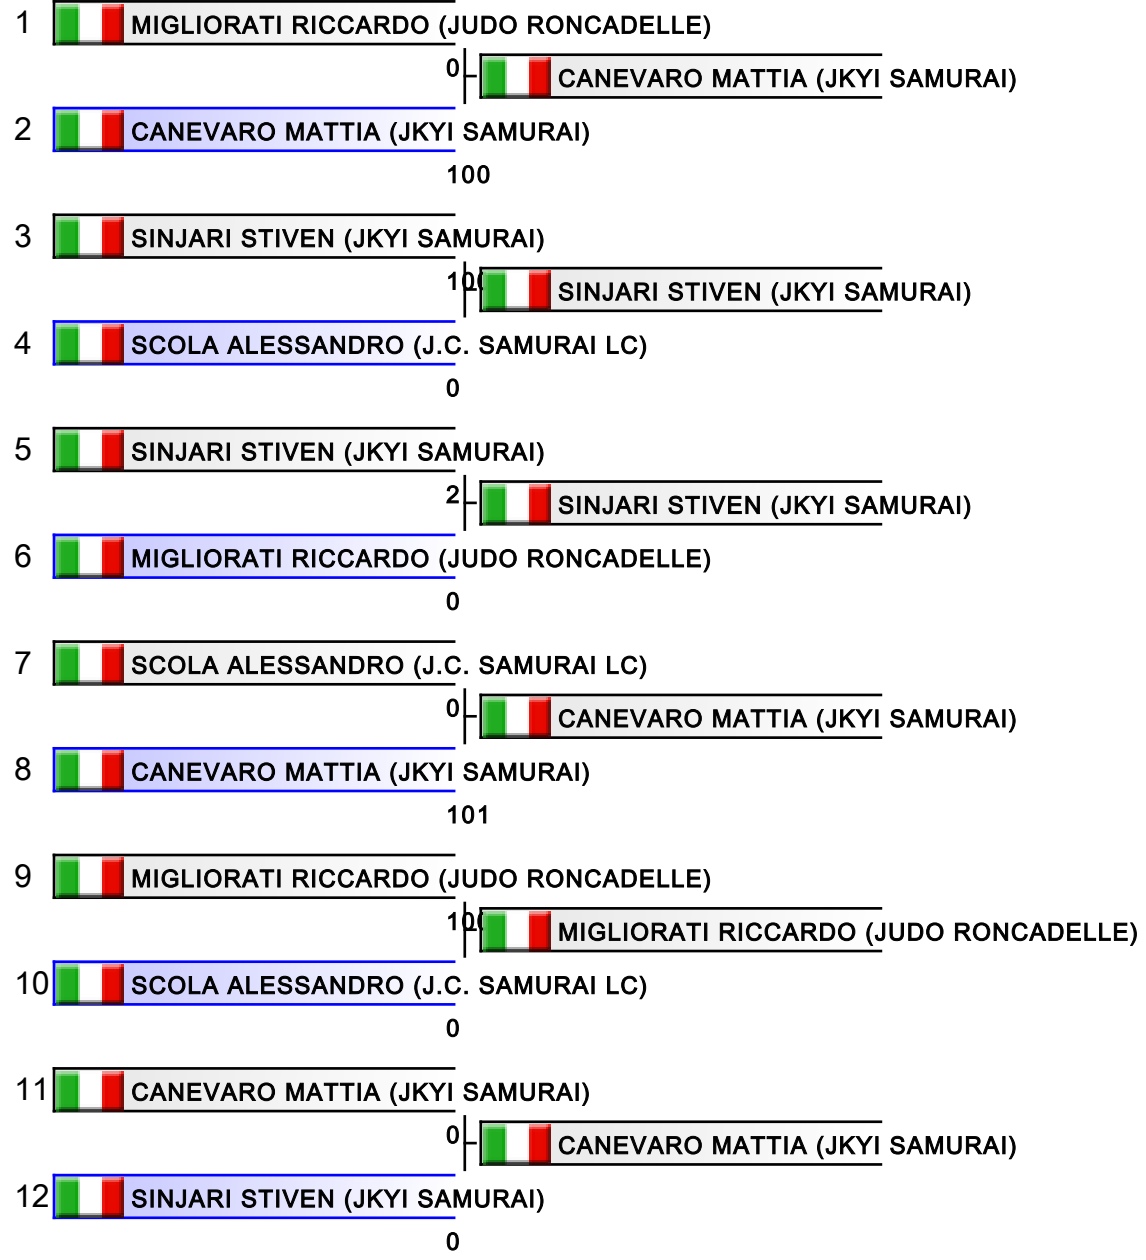 1 MIGLIORATI RICCARDO (JUDO RONCADELLE)
0 CANEVARO MATTIA (JKYI SAMURAI)
2 CANEVARO MATTIA (JKYI SAMURAI)
100
3 SINJARI STIVEN (JKYI SAMURAI)
100 SINJARI STIVEN (JKYI SAMURAI)
4 SCOLA ALESSANDRO (J.C. SAMURAI LC)
0
5 SINJARI STIVEN (JKYI SAMURAI)
2 SINJARI STIVEN (JKYI SAMURAI)
6 MIGLIORATI RICCARDO (JUDO RONCADELLE)
0
7 SCOLA ALESSANDRO (J.C. SAMURAI LC)
0 CANEVARO MATTIA (JKYI SAMURAI)
8 CANEVARO MATTIA (JKYI SAMURAI)
101
9 MIGLIORATI RICCARDO (JUDO RONCADELLE)
100 MIGLIORATI RICCARDO (JUDO RONCADELLE)
10 SCOLA ALESSANDRO (J.C. SAMURAI LC)
0
11 CANEVARO MATTIA (JKYI SAMURAI)
0 CANEVARO MATTIA (JKYI SAMURAI)
12 SINJARI STIVEN (JKYI SAMURAI)
0